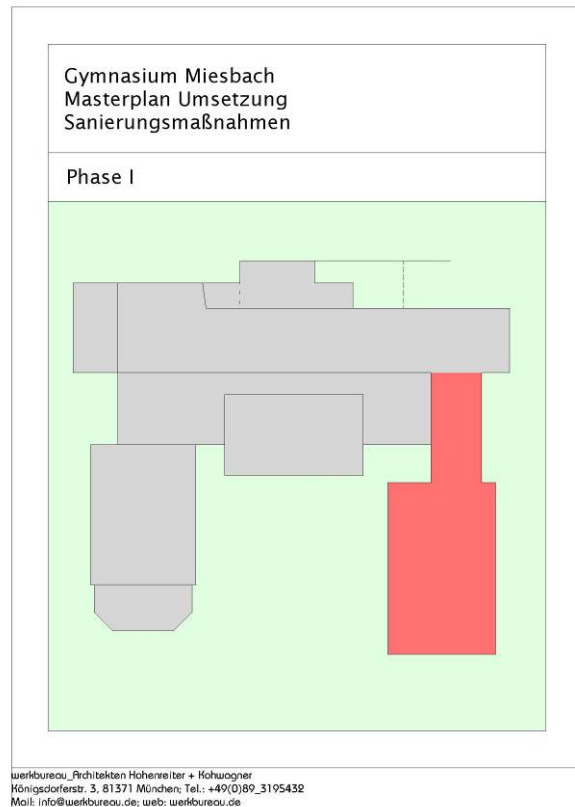 Gymnasium Miesbach
Masterplan Umsetzung
Sanierungsmaßnahmen
Phase I
werkbureau_Architekten Hohenreiter + Kohwagner
Königsdorferstr. 3, 81371 München; Tel.: +49(0)89_3195432
Mail: info@werkbureau.de; web: werkbureau.de